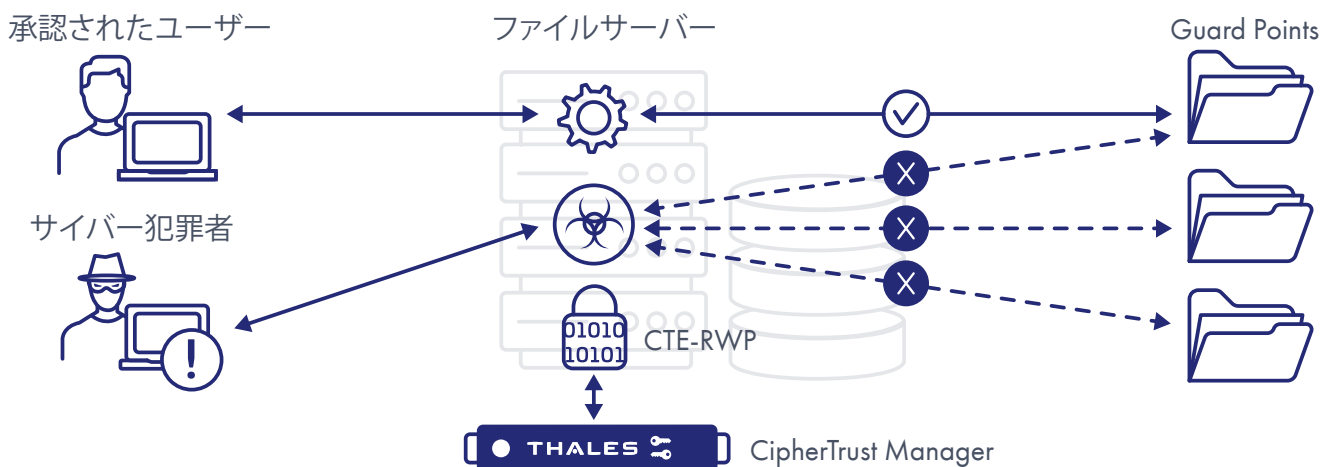 承認されたユーザー
ファイルサーバー
Guard Points
サイバー犯罪者
X
X
X
01010
10101
CTE-RWP
!
THALES
CipherTrust Manager